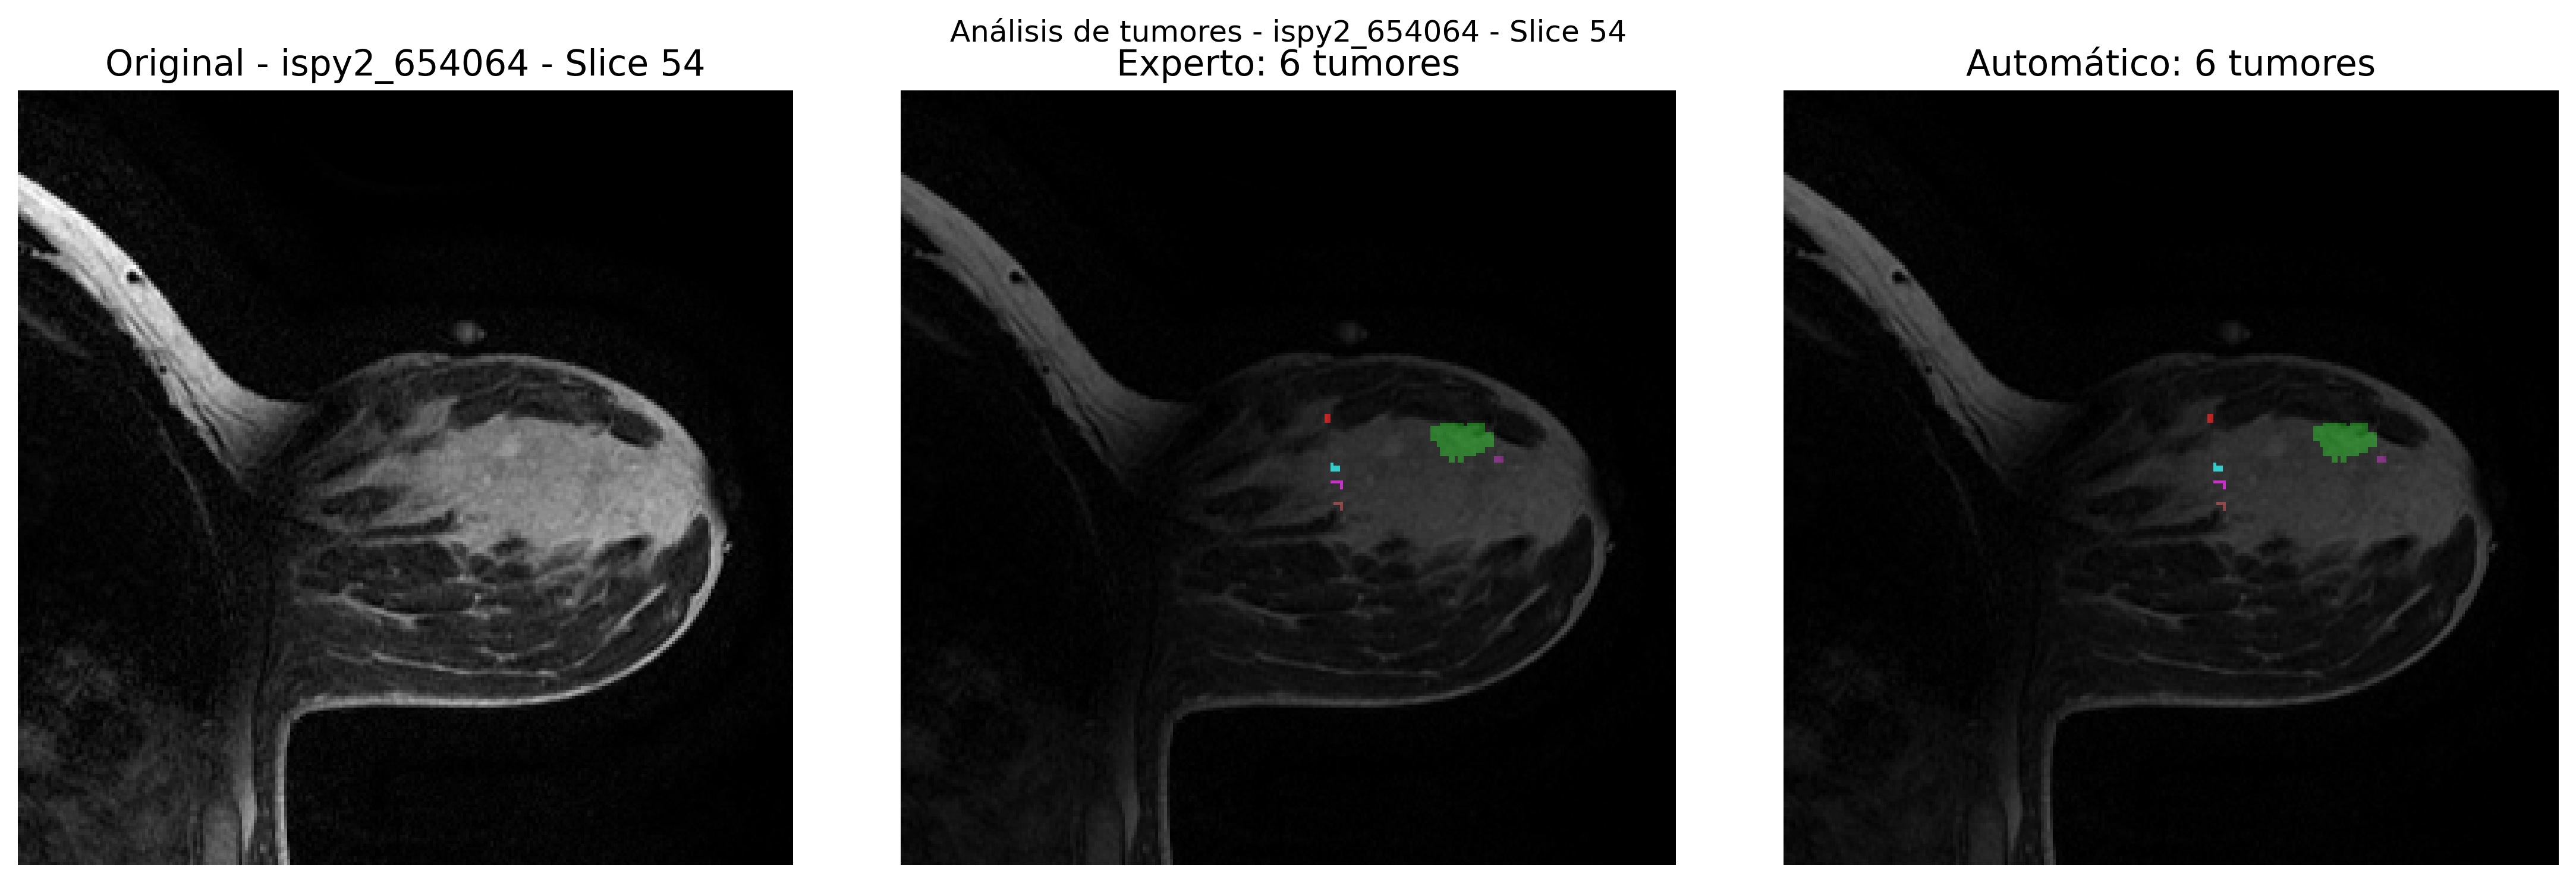 Análisis de tumores - ispy2_654064 - Slice 54
Original - ispy2_654064 - Slice 54
Experto: 6 tumores
Automático: 6 tumores